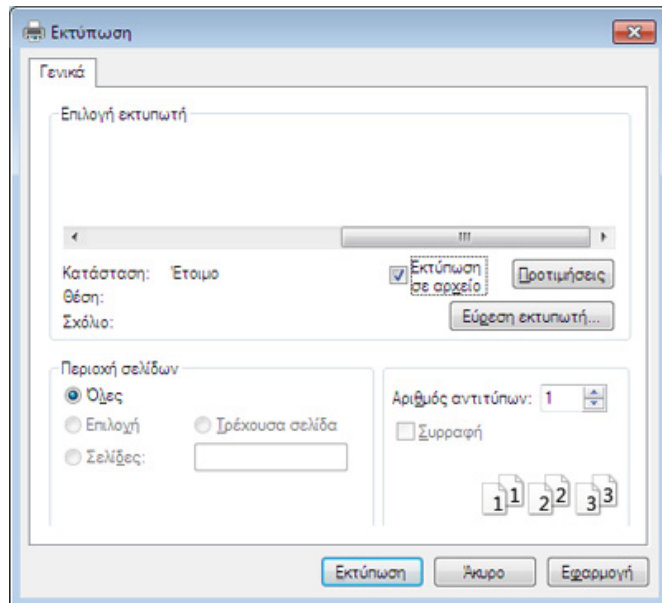 Εκτύπωση
Γενικά
Επιλογή εκτυπωτή
Κατάσταση: Έτοιμο
Θέση:
Σχόλιο:
Εκτύπωση
σε αρχείο
Προτιμήσεις
Εύρεση εκτυπωτή...
Περιοχή σελίδων
Όλες
Επιλογή
Τρέχουσα σελίδα
Σελίδες:
Αριθμός αντιτύπων: 1
Συρραφή
1 1 2 2 3 3
Εκτύπωση
Άκυρο
Εφαρμογή